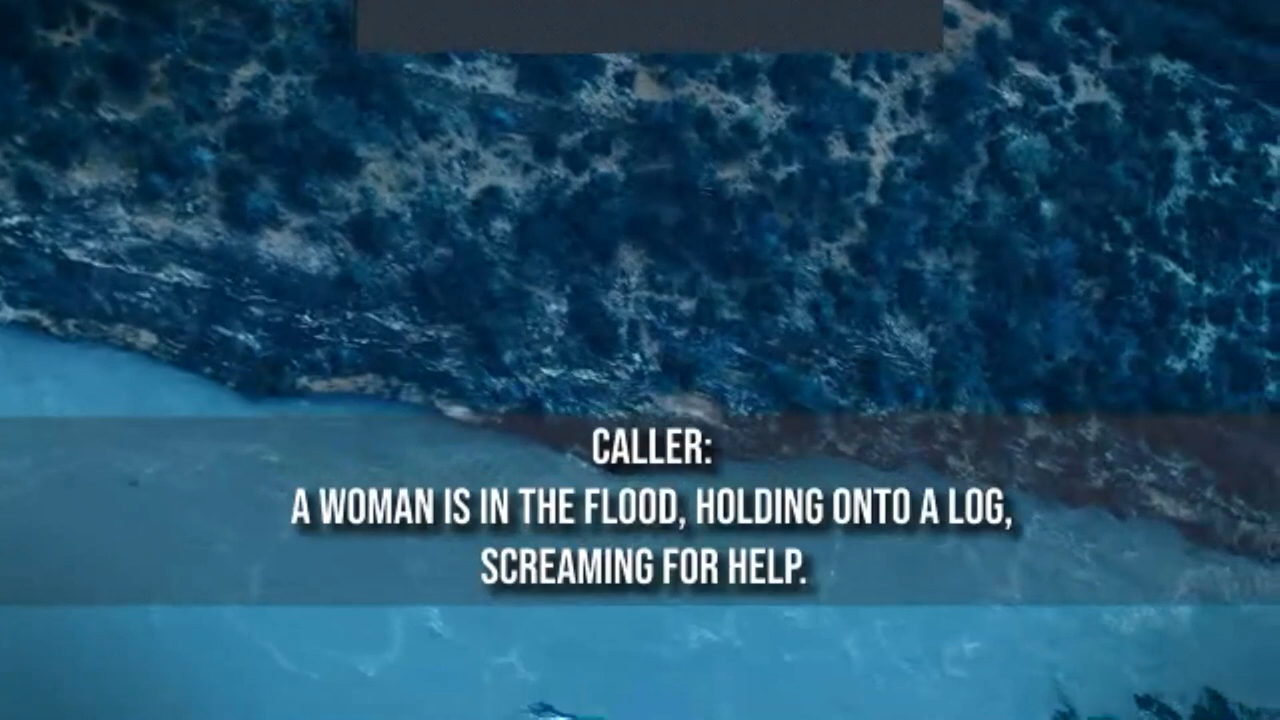 CALLER:
A WOMAN IS IN THE FLOOD, HOLDING ONTO A LOG,
SCREAMING FOR HELP.